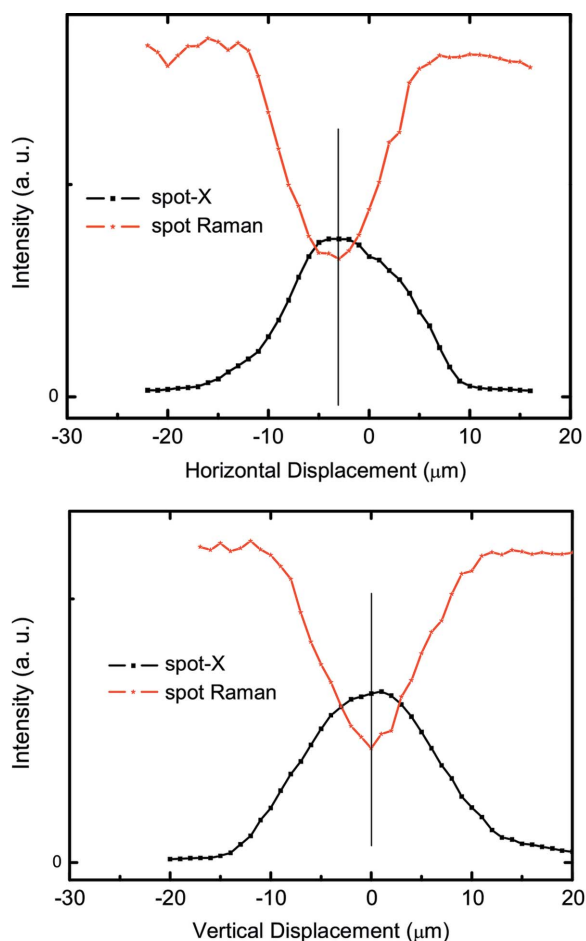 Intensity (a. u.)
spot-X
spot Raman
0
-30 -20 -10 0 10 20
Horizontal Displacement (μm)
Intensity (a. u.)
spot-X
spot Raman
0
-30 -20 -10 0 10 20
Vertical Displacement (μm)